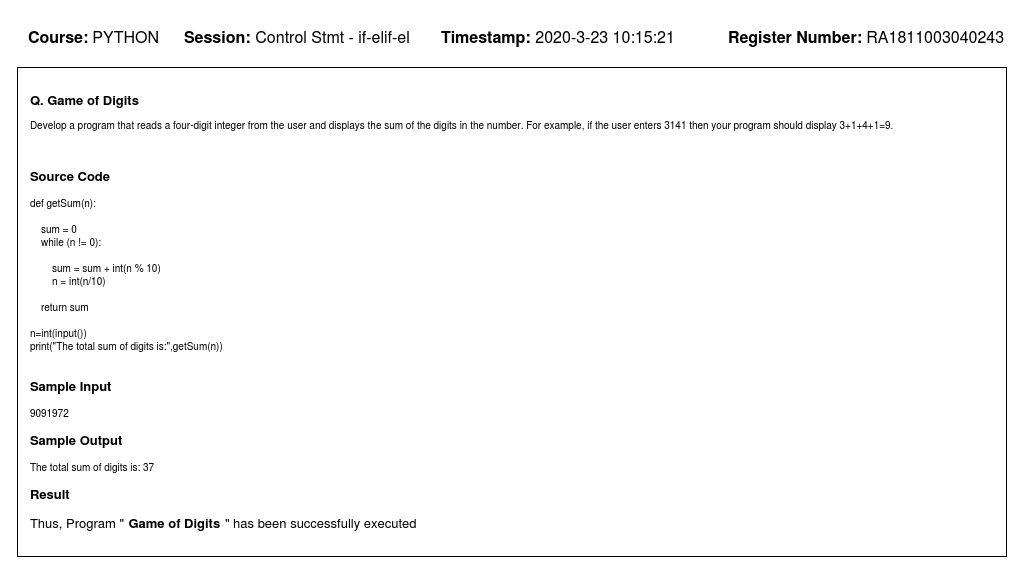 Course: PYTHON Session: Control Stmt - if-elif-el Timestamp: 2020-3-23 10:15:21 Register Number: RA1811003040243
Q. Game of Digits
Develop a program that reads a four-digit integer from the user and displays the sum of the digits in the number. For example, if the user enters 3141 then your program should display 3+1+4+1=9.
Source Code
def getSum(n):
    sum = 0
    while (n != 0):
        sum = sum + int(n % 10)
        n = int(n/10)
    return sum
n=int(input())
print("The total sum of digits is:",getSum(n))
Sample Input
9091972
Sample Output
The total sum of digits is: 37
Result
Thus, Program " Game of Digits " has been successfully executed